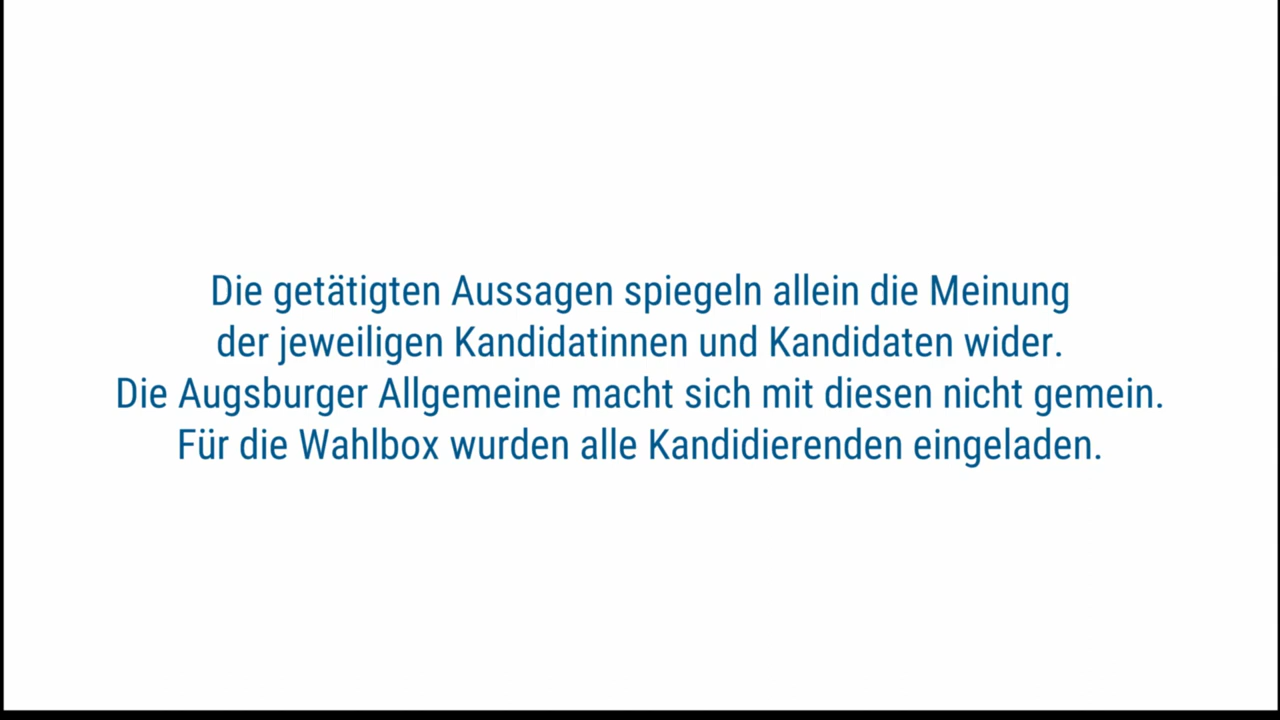 Die getätigten Aussagen spiegeln allein die Meinung
der jeweiligen Kandidatinnen und Kandidaten wider.
Die Augsburger Allgemeine macht sich mit diesen nicht gemein.
Für die Wahlbox wurden alle Kandidierenden eingeladen.